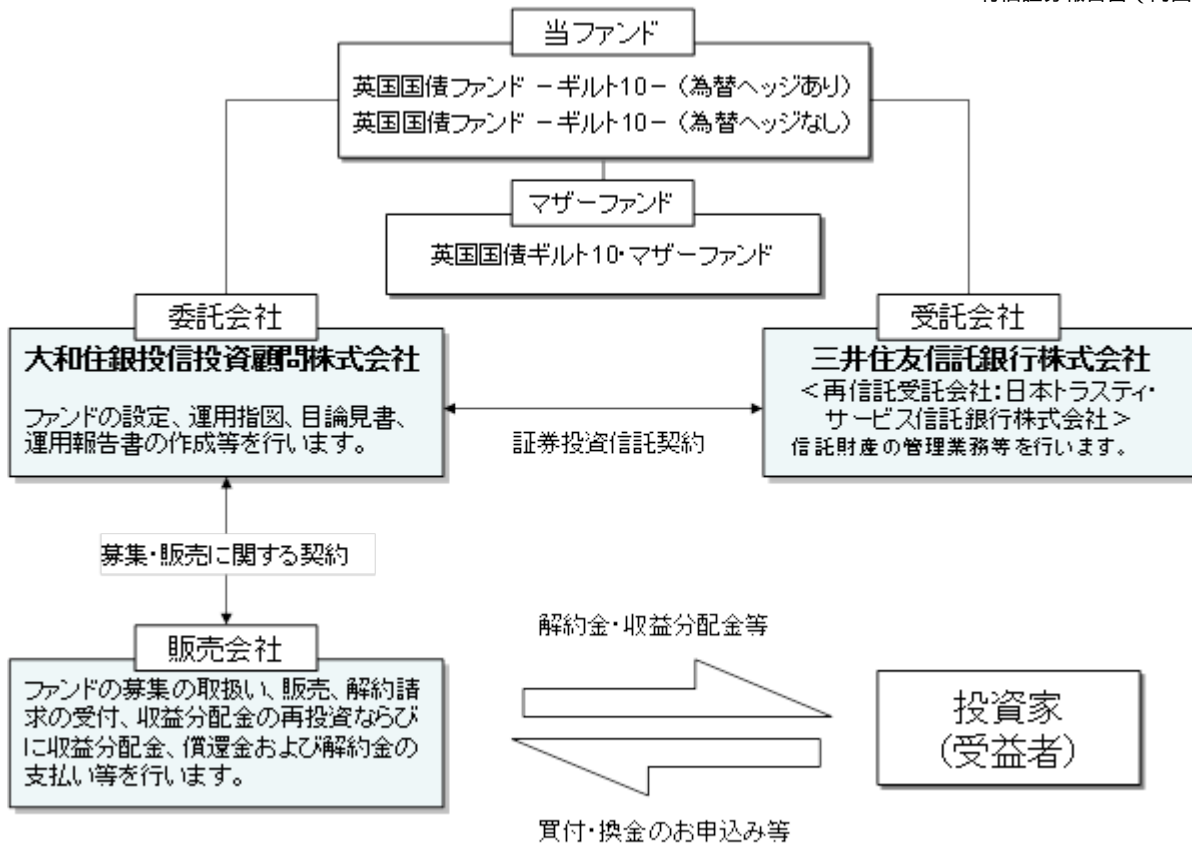 当ファンド
英国国債ファンド －ギルト10－（為替ヘッジあり）
英国国債ファンド －ギルト10－（為替ヘッジなし）
マザーファンド
英国国債ギルト10・マザーファンド
委託会社
大和住銀投信投資顧問株式会社
ファンドの設定、運用指図、目論見書、
運用報告書の作成等を行います。
証券投資信託契約
受託会社
三井住友信託銀行株式会社
＜再信託受託会社：日本トラスティ・
サービス信託銀行株式会社＞
信託財産の管理業務等を行います。
募集・販売に関する契約
販売会社
ファンドの募集の取扱い、販売、解約請
求の受付、収益分配金の再投資ならび
に収益分配金、償還金および解約金の
支払い等を行います。
解約金・収益分配金等
買付・換金のお申込み等
投資家
（受益者）